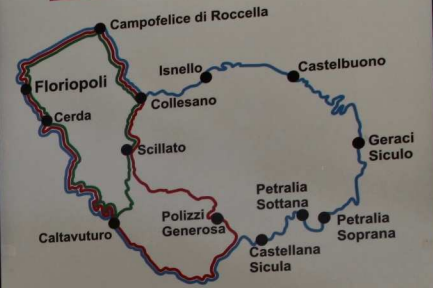 Campofelice di Roccella
Isnello
Castelbuono
Floriopoli
Collesano
Cerda
Scillato
Geraci
Siculo
Petralia
Sottana
Polizzi
Generosa
Petralia
Soprana
Caltavuturo
Castellana
Sicula